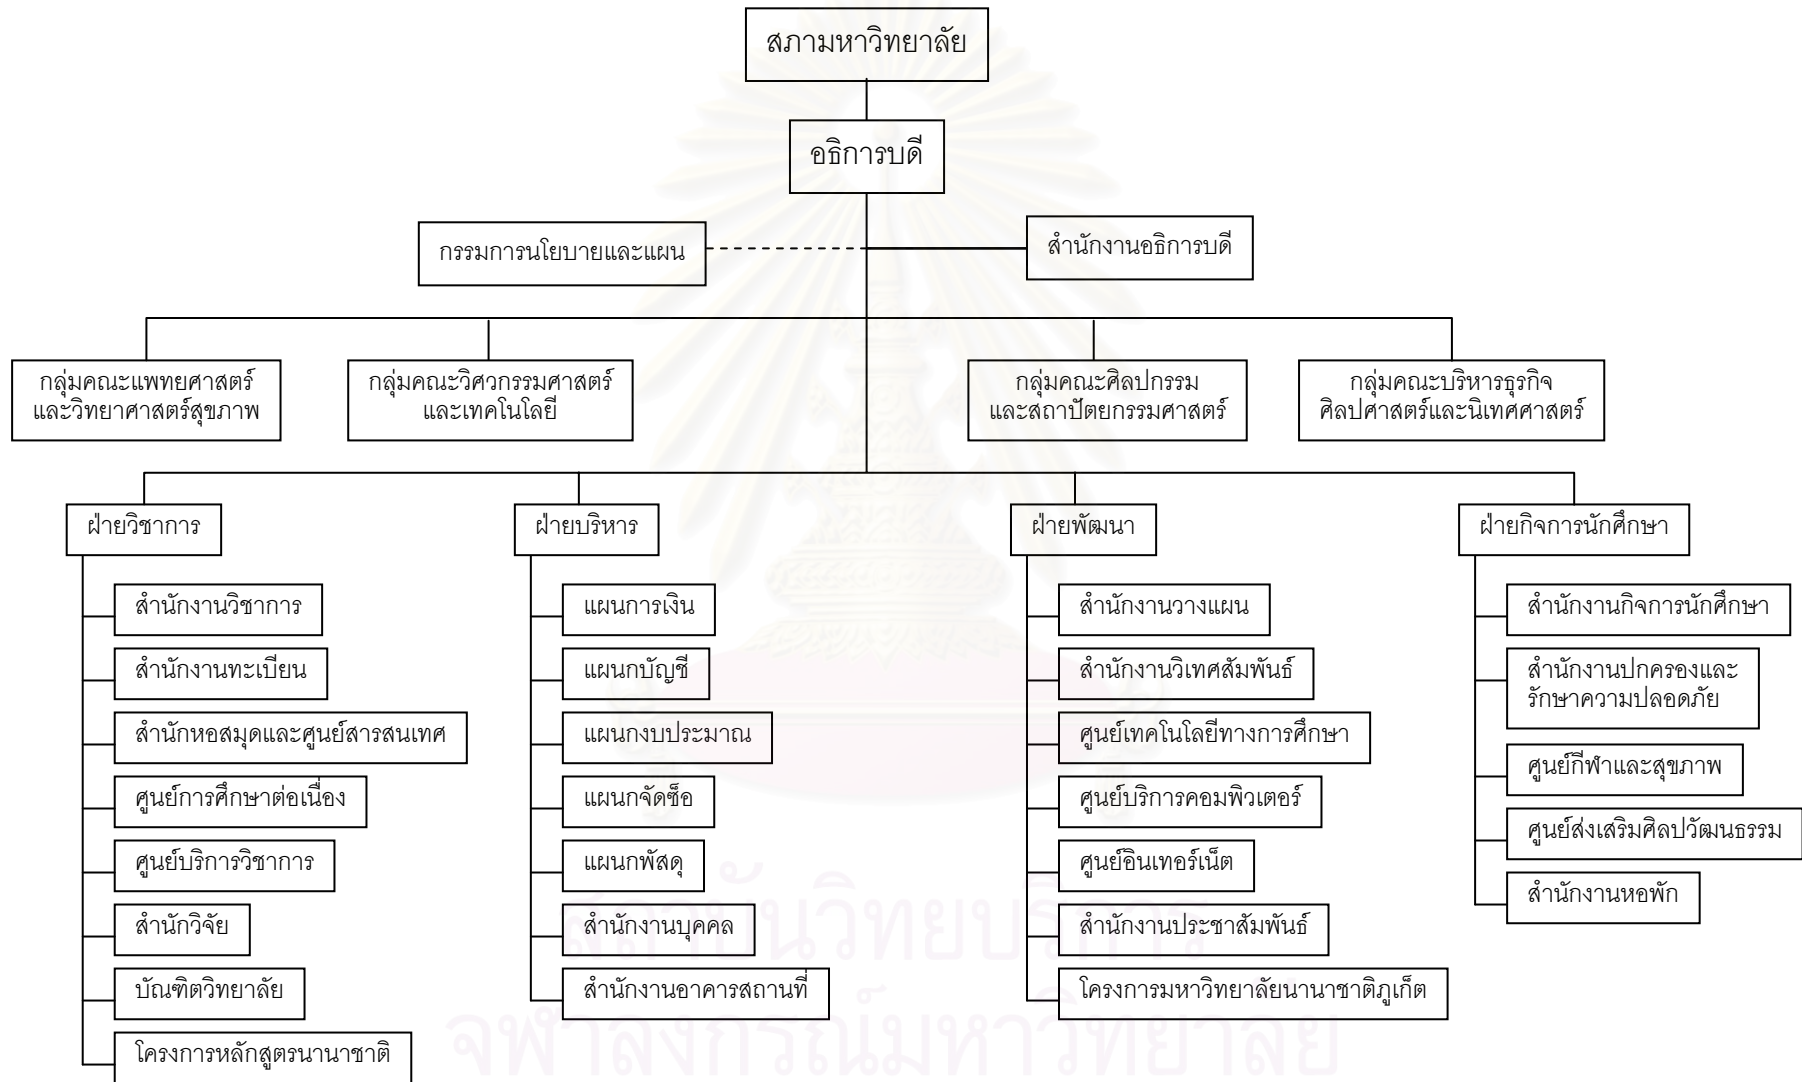 สภามหาวิทยาลัย
อธิการบดี
กรรมการนโยบายและแผน
สำนักงานอธิการบดี
กลุ่มคณะแพทยศาสตร์
และวิทยาศาสตร์สุขภาพ
กลุ่มคณะวิศวกรรมศาสตร์
และเทคโนโลยี
กลุ่มคณะศิลปกรรม
และสถาปัตยกรรมศาสตร์
กลุ่มคณะบริหารธุรกิจ
ศิลปศาสตร์และนิเทศศาสตร์
ฝ่ายวิชาการ
สำนักงานวิชาการ
สำนักงานทะเบียน
สำนักหอสมุดและศูนย์สารสนเทศ
ศูนย์การศึกษาต่อเนื่อง
ศูนย์บริการวิชาการ
สำนักวิจัย
บัณฑิตวิทยาลัย
โครงการหลักสูตรนานาชาติ
ฝ่ายบริหาร
แผนการเงิน
แผนกบัญชี
แผนกงบประมาณ
แผนกจัดซื้อ
แผนกพัสดุ
สำนักงานบุคคล
สำนักงานอาคารสถานที่
ฝ่ายพัฒนา
สำนักงานวางแผน
สำนักงานวิเทศสัมพันธ์
ศูนย์เทคโนโลยีทางการศึกษา
ศูนย์บริการคอมพิวเตอร์
ศูนย์อินเทอร์เน็ต
สำนักงานประชาสัมพันธ์
โครงการมหาวิทยาลัยนานาชาติภูเก็ต
ฝ่ายกิจการนักศึกษา
สำนักงานกิจการนักศึกษา
สำนักงานปกครองและ
รักษาความปลอดภัย
ศูนย์กีฬาและสุขภาพ
ศูนย์ส่งเสริมศิลปวัฒนธรรม
สำนักงานหอพัก
สถาบันวิทยบริการ
จุฬาลงกรณ์มหาวิทยาลัย